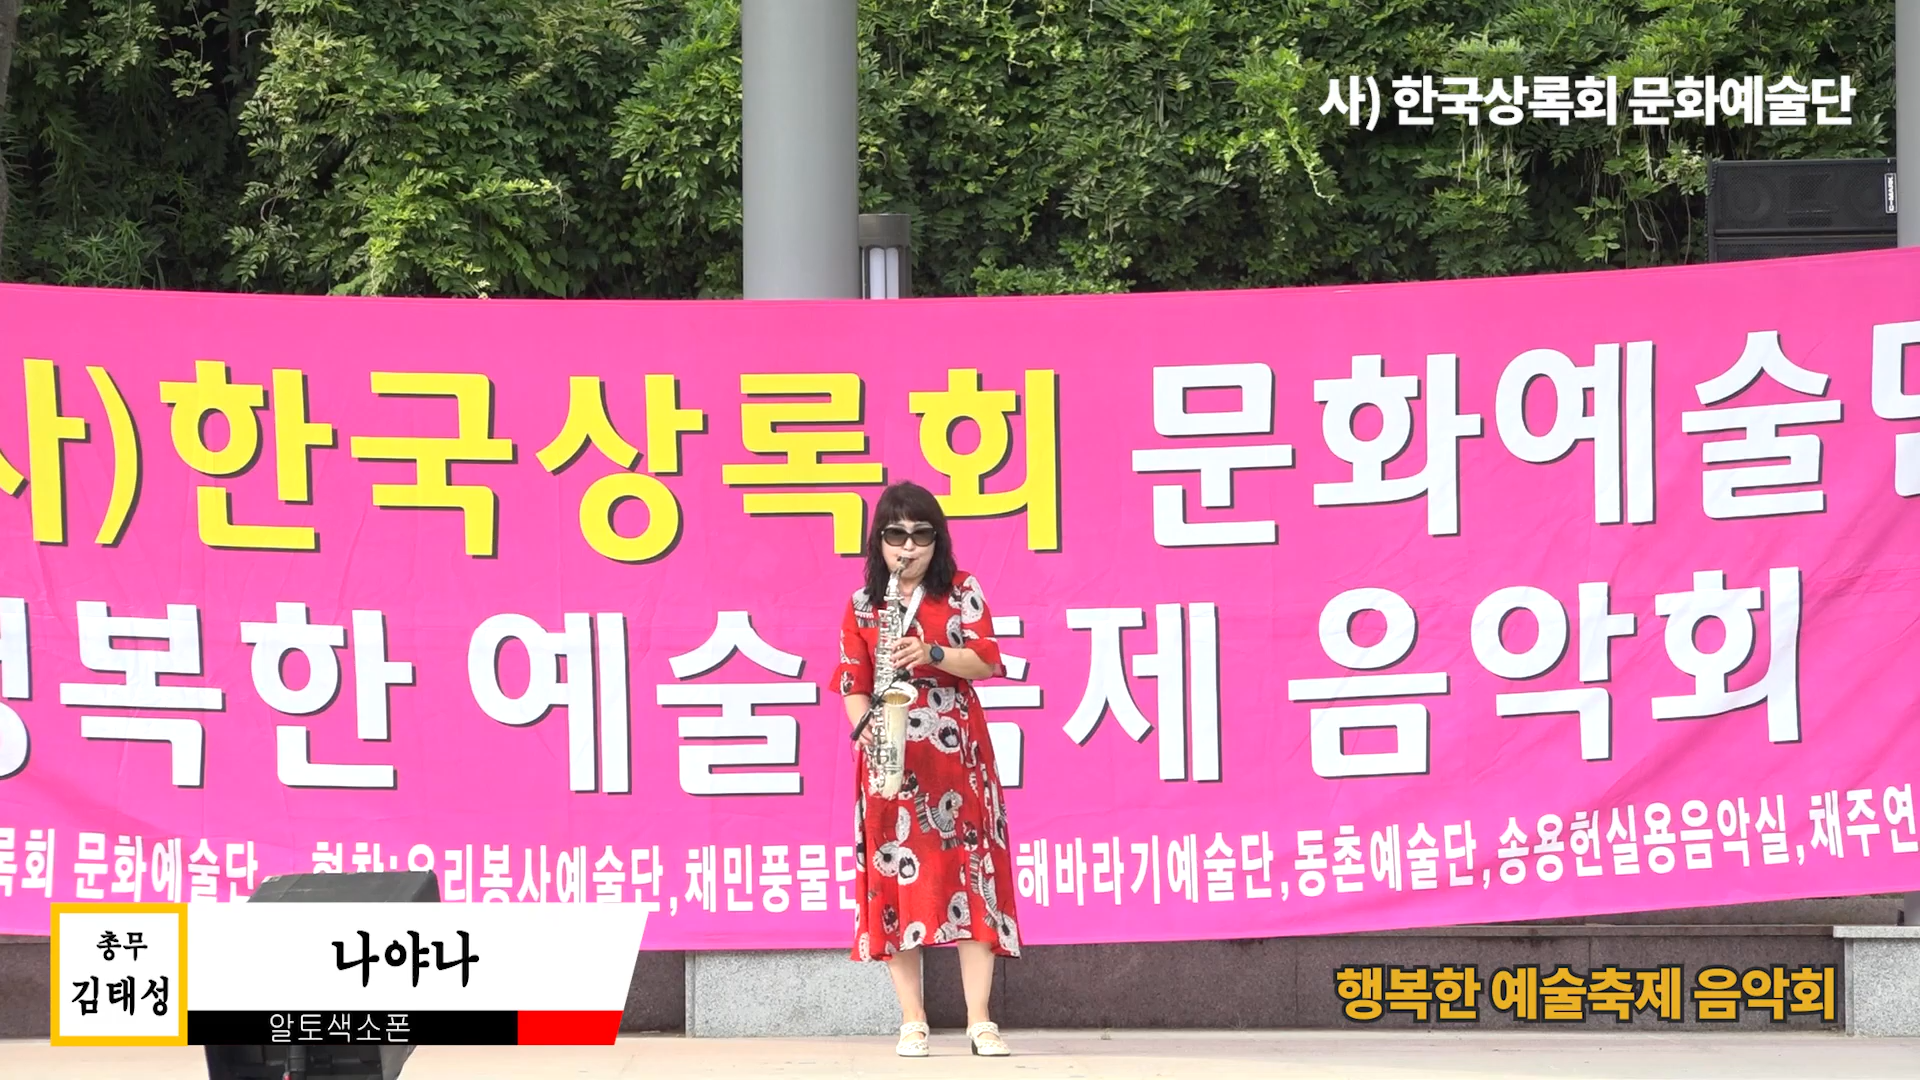 사) 한국상록회 문화예술단
C-MARK
사)한국상록회 문화예술단
행복한 예술축제 음악회
록회 문화예술단 협찬:우리봉사예술단,채민풍물단 해바라기예술단,동촌예술단,송용헌실용음악실,채주연
총무
김태성
나야나
알토색소폰
행복한 예술축제 음악회